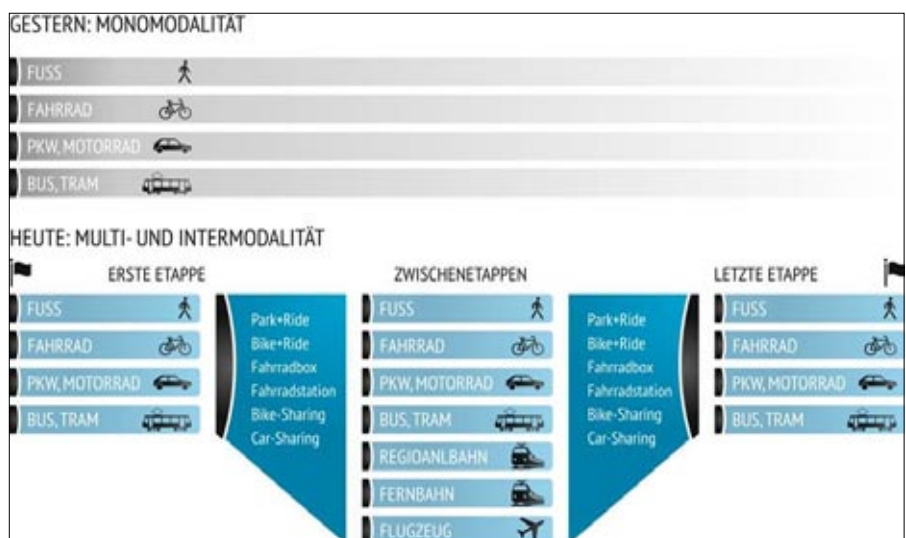 GESTERN: MONOMODALITÄT
FUSS
FAHRRAD
PKW, MOTORRAD
BUS, TRAM
HEUTE: MULTI- UND INTERMODALITÄT
ERSTE ETAPPE
FUSS
FAHRRAD
PKW, MOTORRAD
BUS, TRAM
Park+Ride
Bike+Ride
Fahrradbox
Fahrradstation
Bike-Sharing
Car-Sharing
ZWISCHENETAPPEN
FUSS
FAHRRAD
PKW, MOTORRAD
BUS, TRAM
REGIOANLBAHN
FERNBAHN
FLUGZEUG
Park+Ride
Bike+Ride
Fahrradbox
Fahrradstation
Bike-Sharing
Car-Sharing
LETZTE ETAPPE
FUSS
FAHRRAD
PKW, MOTORRAD
BUS, TRAM